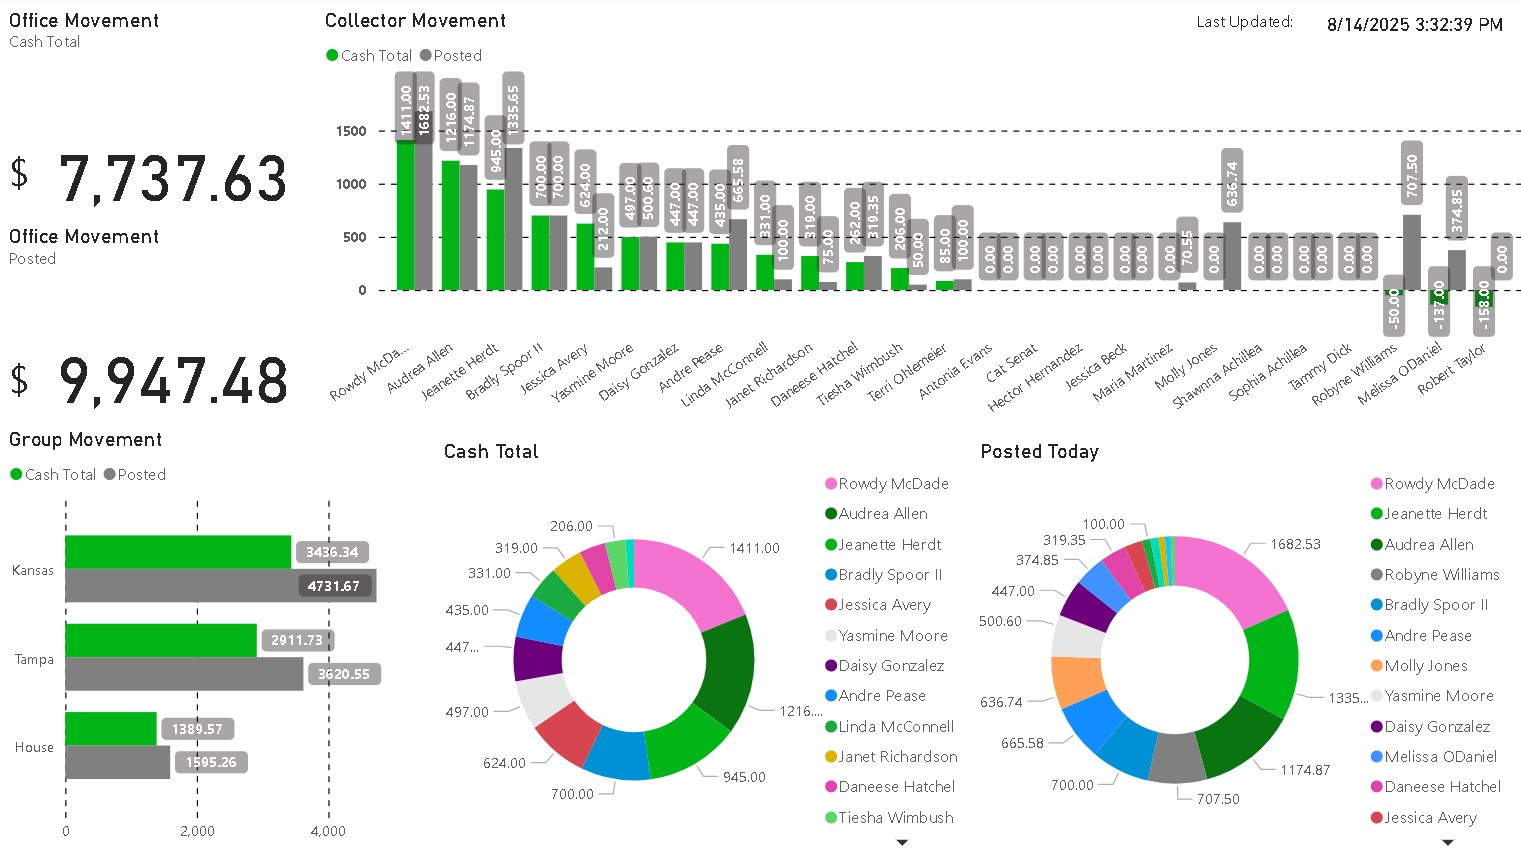 Office Movement
Cash Total
$ 7,737.63
Office Movement
Posted
$ 9,947.48
Collector Movement
Cash Total Posted
Last Updated: 8/14/2025 3:32:39 PM
1500
1000
500
0
1411.00 1682.53
1216.00 1174.87
945.00 1335.65
700.00 700.00
624.00 212.00
497.00 500.60
447.00 447.00
435.00 665.58
331.00 100.00
319.00 75.00
262.00 319.35
206.00 50.00
85.00 100.00
0.00 0.00
0.00 0.00
0.00 0.00
0.00 0.00
0.00 70.55
0.00 636.74
0.00 0.00
0.00 0.00
0.00 0.00
-50.00 707.50
-137.00 374.85
-158.00 0.00
Rowdy McDa...
Audrea Allen
Jeanette Herdt
Bradly Spoor II
Jessica Avery
Yasmine Moore
Daisy Gonzalez
Andre Pease
Linda McConnell
Janet Richardson
Daneese Hatchel
Tiesha Wimbush
Terri Ohlemeier
Antonia Evans
Cat Senat
Hector Hernandez
Jessica Beck
Maria Martinez
Molly Jones
Shawnna Achillea
Sophia Achillea
Tammy Dick
Robyne Williams
Melissa ODaniel
Robert Taylor
Group Movement
Cash Total Posted
Kansas
3436.34
4731.67
Tampa
2911.73
3620.55
House
1389.57
1595.26
0 2,000 4,000
Cash Total
206.00
319.00
331.00
435.00
447...
497.00
624.00
700.00
945.00
1216....
1411.00
Rowdy McDade
Audrea Allen
Jeanette Herdt
Bradly Spoor II
Jessica Avery
Yasmine Moore
Daisy Gonzalez
Andre Pease
Linda McConnell
Janet Richardson
Daneese Hatchel
Tiesha Wimbush
Posted Today
100.00
319.35
374.85
447.00
500.60
636.74
665.58
700.00
707.50
1174.87
1335...
1682.53
Rowdy McDade
Jeanette Herdt
Audrea Allen
Robyne Williams
Bradly Spoor II
Andre Pease
Molly Jones
Yasmine Moore
Daisy Gonzalez
Melissa ODaniel
Daneese Hatchel
Jessica Avery